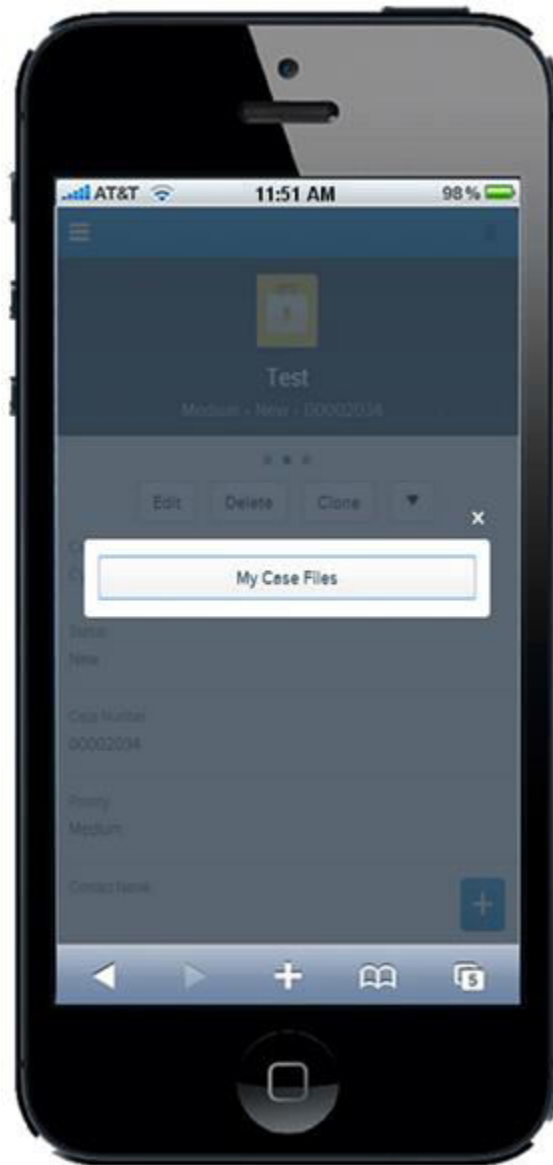 AT&T 11:51 AM 98%
Test
Medium - New - 00002034
Edit Delete Clone
x
My Case Files
Status
New
Case Number
00002034
Priority
Medium
Contact Name
5